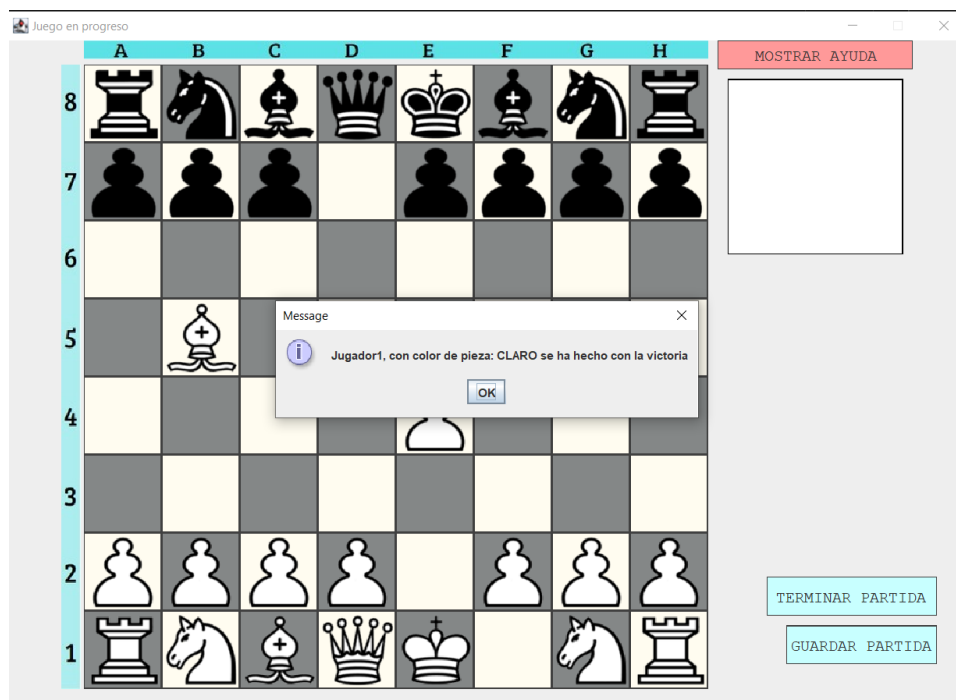 Juego en progreso
A B C D E F G H
MOSTRAR AYUDA
8
7
6
5
4
3
2
1
Message
Jugador1, con color de pieza: CLARO se ha hecho con la victoria
OK
TERMINAR PARTIDA
GUARDAR PARTIDA